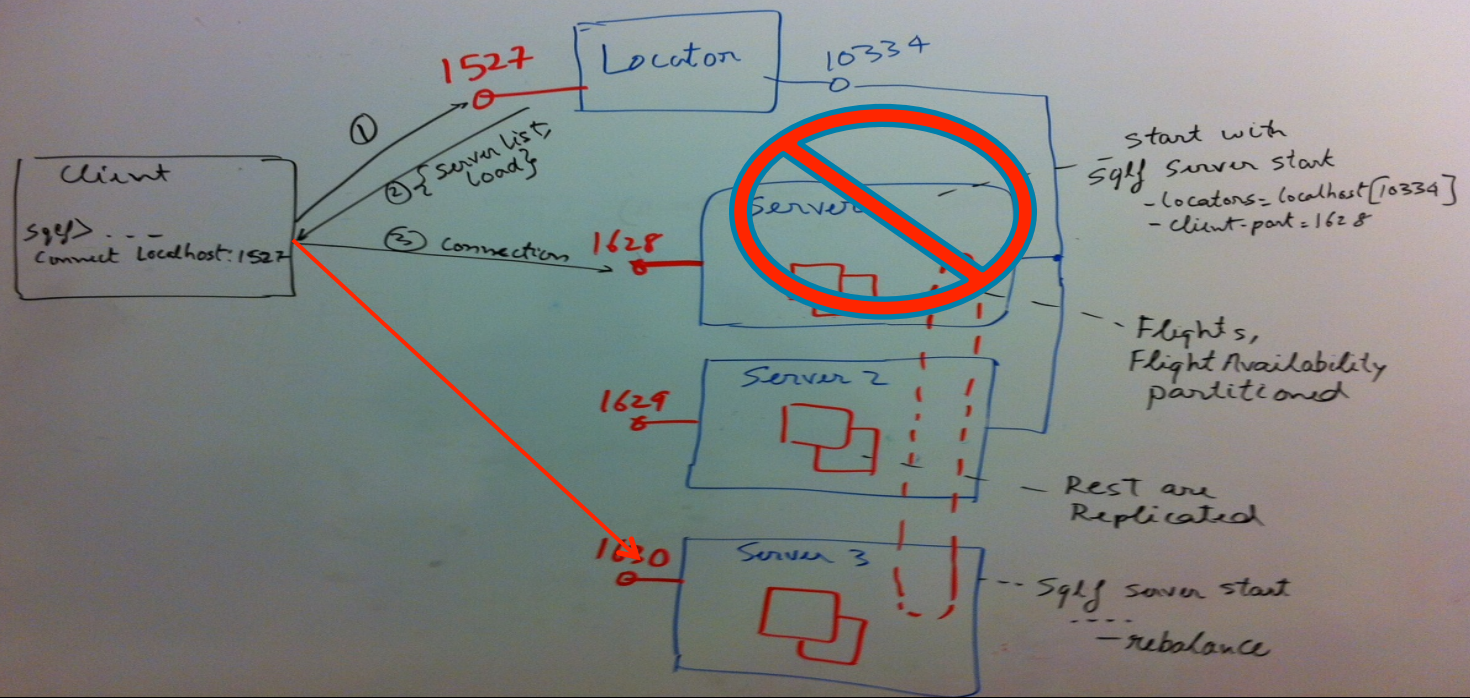 Locator
1527
10334
①
② {Server list,
Load}
Client
sqlf> . . . _
Connect Localhost:1527
③ connection
1628
Server
start with
sqlf server start
-locators=localhost[10334]
-client-port=1628
Flights,
Flight Availability
partitioned
1629
Server 2
Rest are
Replicated
1630
Server 3
sqlf server start
- - - -
-rebalance